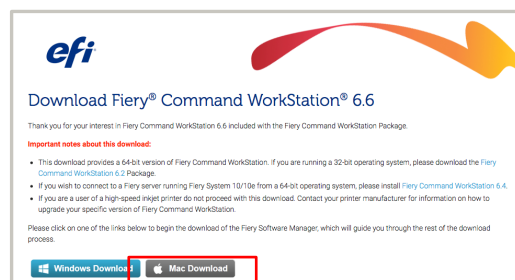 efi
Download Fiery® Command WorkStation® 6.6
Thank you for your interest in Fiery Command WorkStation 6.6 included with the Fiery Command WorkStation Package.
Important notes about this download:
• This download provides a 64-bit version of Fiery Command WorkStation. If you are running a 32-bit operating system, please download the Fiery
Command WorkStation 6.2 Package.
• If you wish to connect to a Fiery server running Fiery System 10/10e from a 64-bit operating system, please install Fiery Command WorkStation 6.4.
• If you are a user of a high-speed inkjet printer do not proceed with this download. Contact your printer manufacturer for information on how to
upgrade your specific version of Fiery Command WorkStation.
Please click on one of the links below to begin the download of the Fiery Software Manager, which will guide you through the rest of the download
process.
Windows Download Mac Download